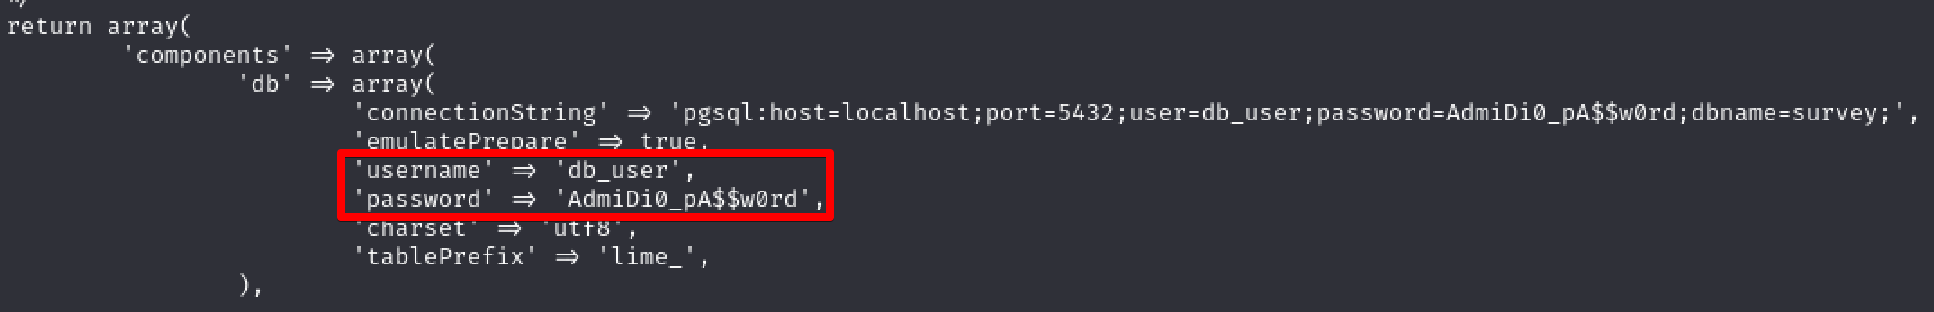 return array(
'components' => array(
'db' => array(
'connectionString' => 'pgsql:host=localhost;port=5432;user=db_user;password=AdmiDi0_pA$$w0rd;dbname=survey;',
'emulatePrepare' => true,
'username' => 'db_user',
'password' => 'AdmiDi0_pA$$w0rd',
'charset' => 'utf8',
'tablePrefix' => 'lime_',
),